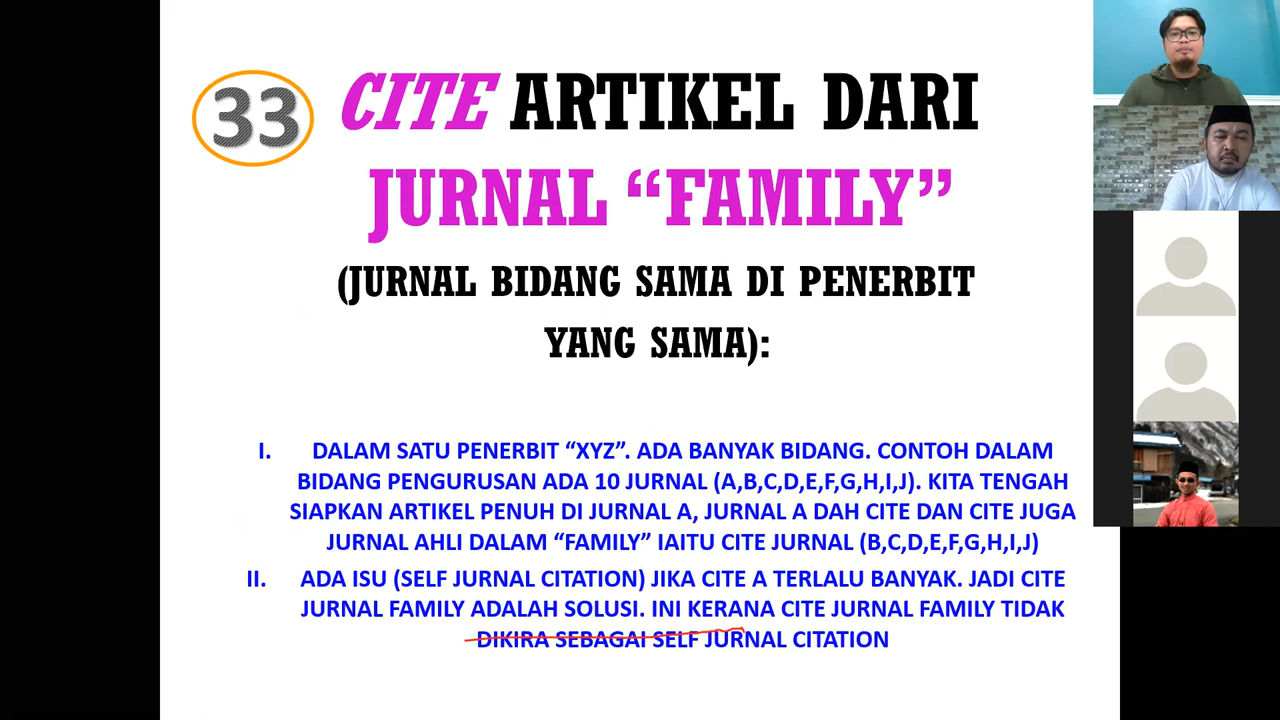 33
CITE ARTIKEL DARI
JURNAL “FAMILY”
(JURNAL BIDANG SAMA DI PENERBIT
YANG SAMA):
I. DALAM SATU PENERBIT “XYZ”. ADA BANYAK BIDANG. CONTOH DALAM
BIDANG PENGURUSAN ADA 10 JURNAL (A,B,C,D,E,F,G,H,I,J). KITA TENGAH
SIAPKAN ARTIKEL PENUH DI JURNAL A, JURNAL A DAH CITE DAN CITE JUGA
JURNAL AHLI DALAM “FAMILY” IAITU CITE JURNAL (B,C,D,E,F,G,H,I,J)
II. ADA ISU (SELF JURNAL CITATION) JIKA CITE A TERLALU BANYAK. JADI CITE
JURNAL FAMILY ADALAH SOLUSI. INI KERANA CITE JURNAL FAMILY TIDAK
DIKIRA SEBAGAI SELF JURNAL CITATION